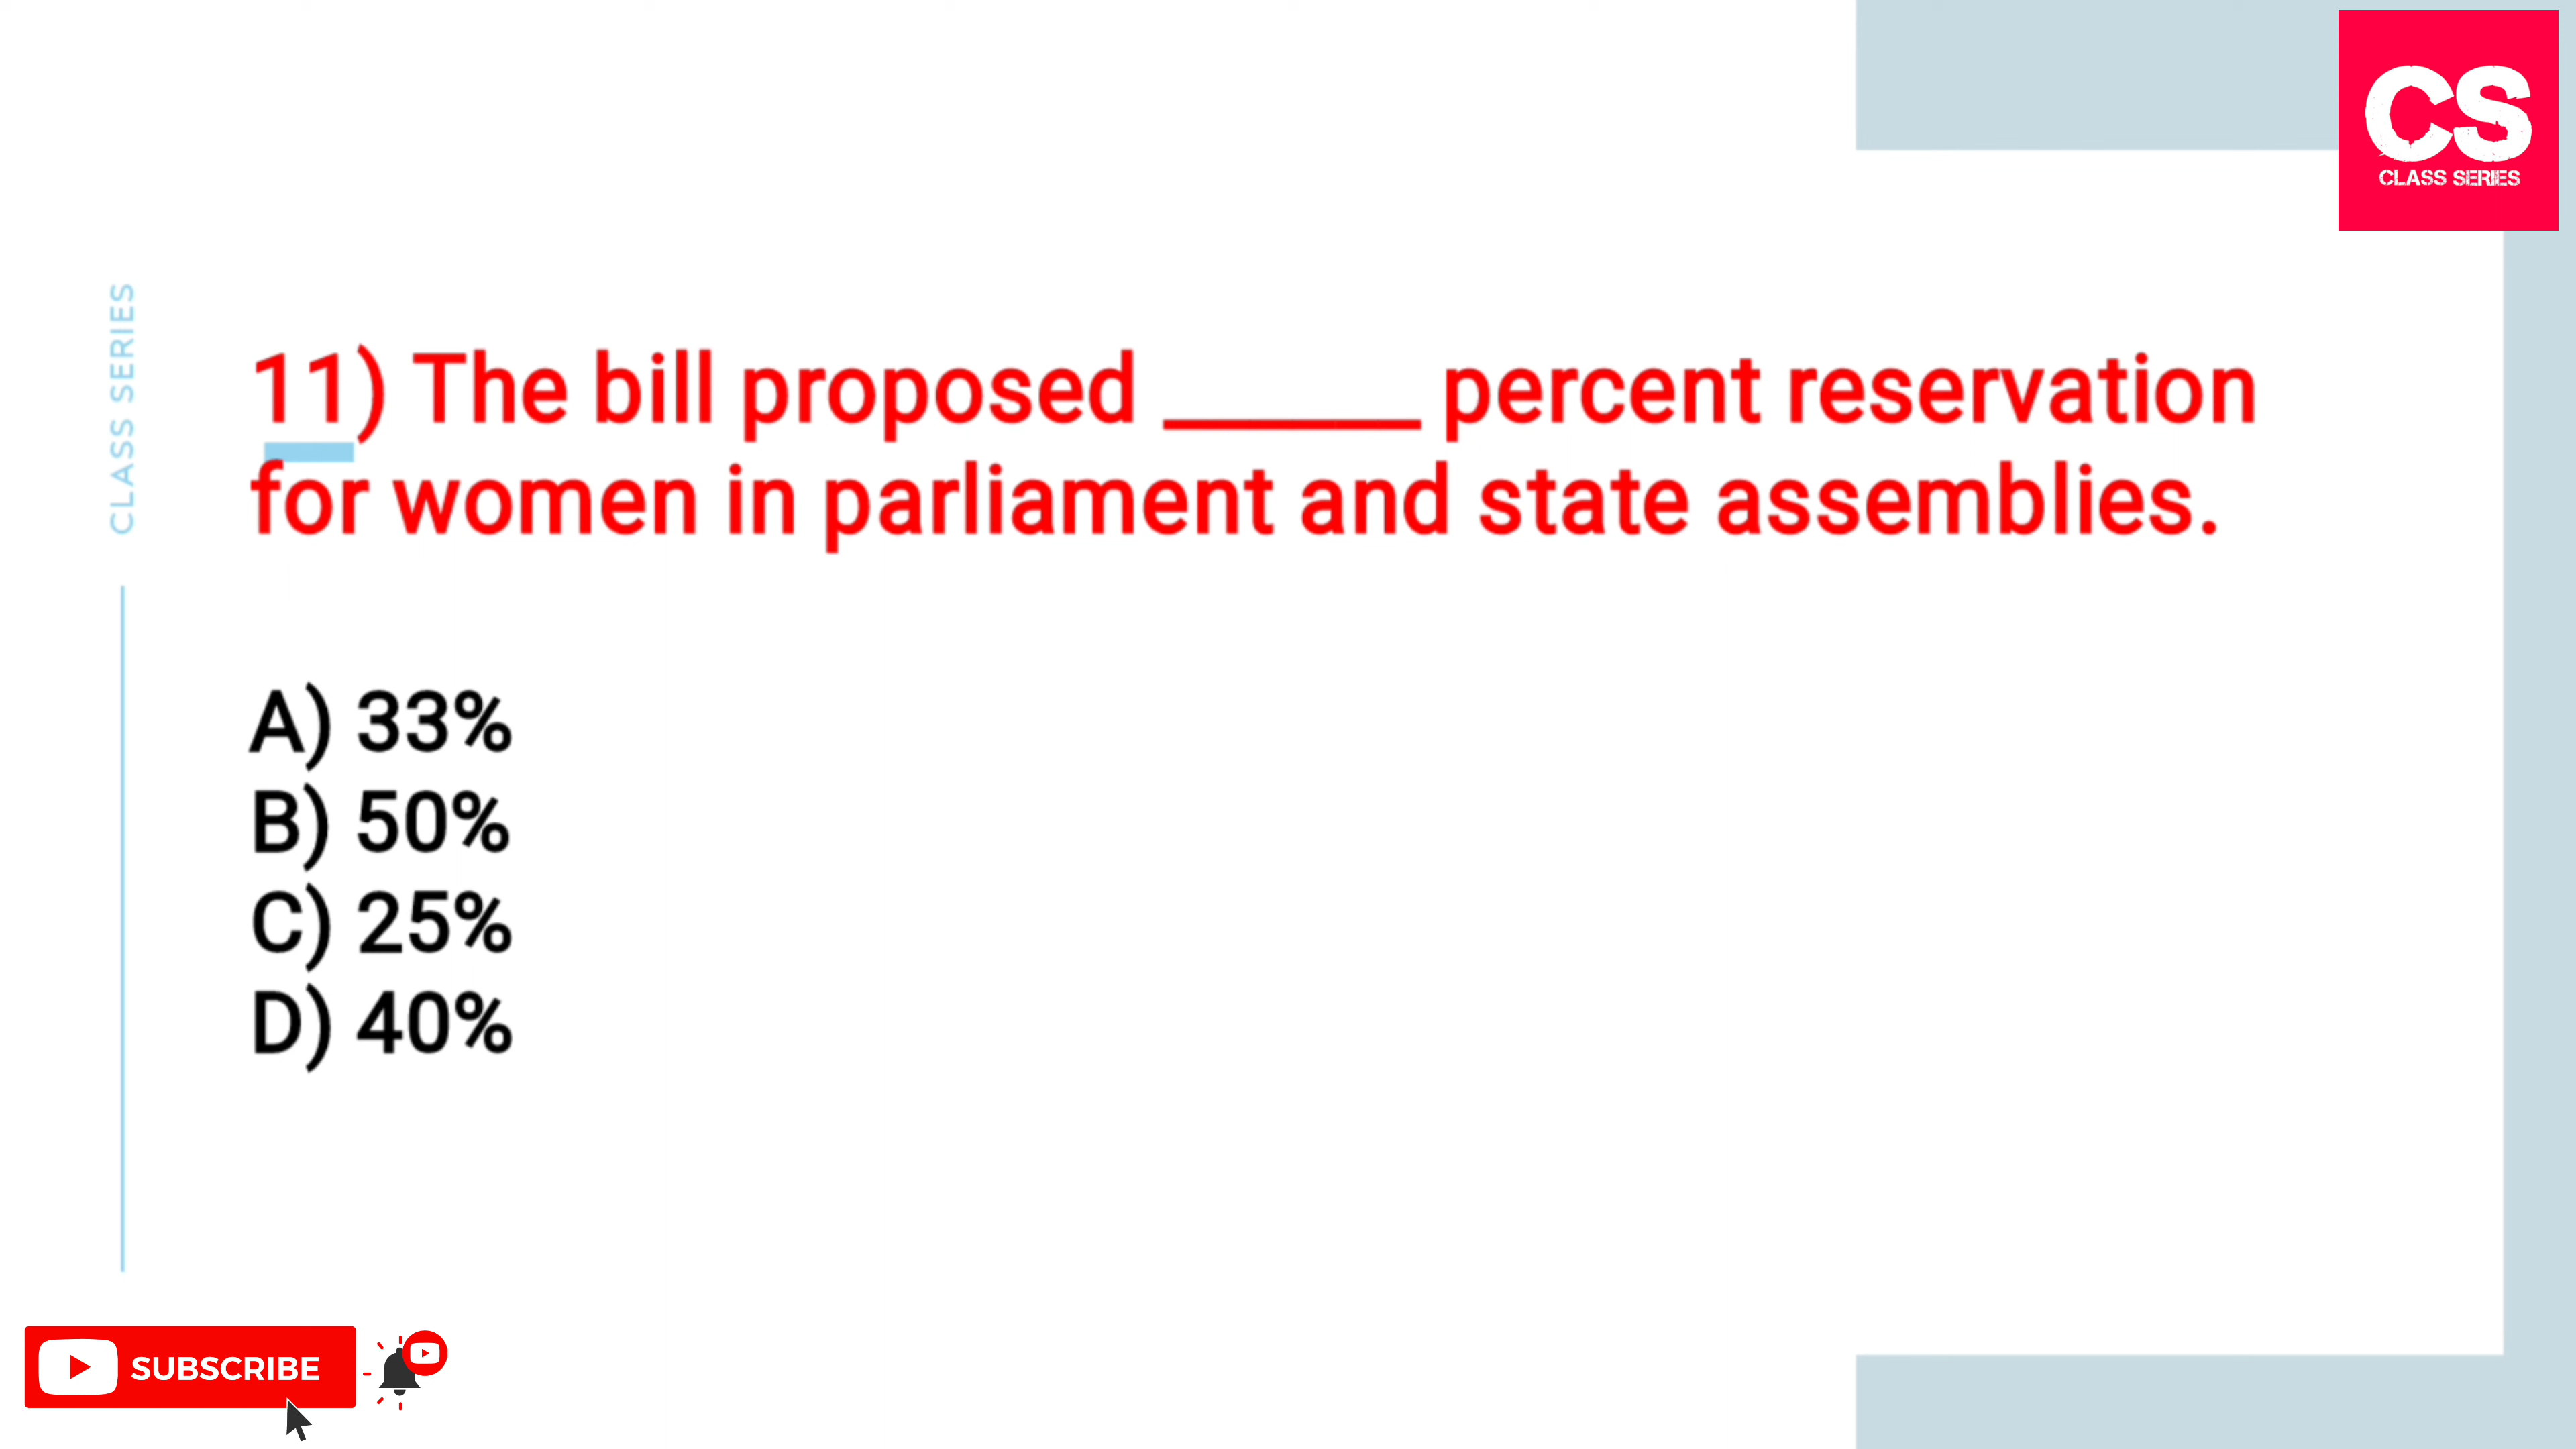 CS
CLASS SERIES
CLASS SERIES
11) The bill proposed ______ percent reservation
for women in parliament and state assemblies.
A) 33%
B) 50%
C) 25%
D) 40%
SUBSCRIBE